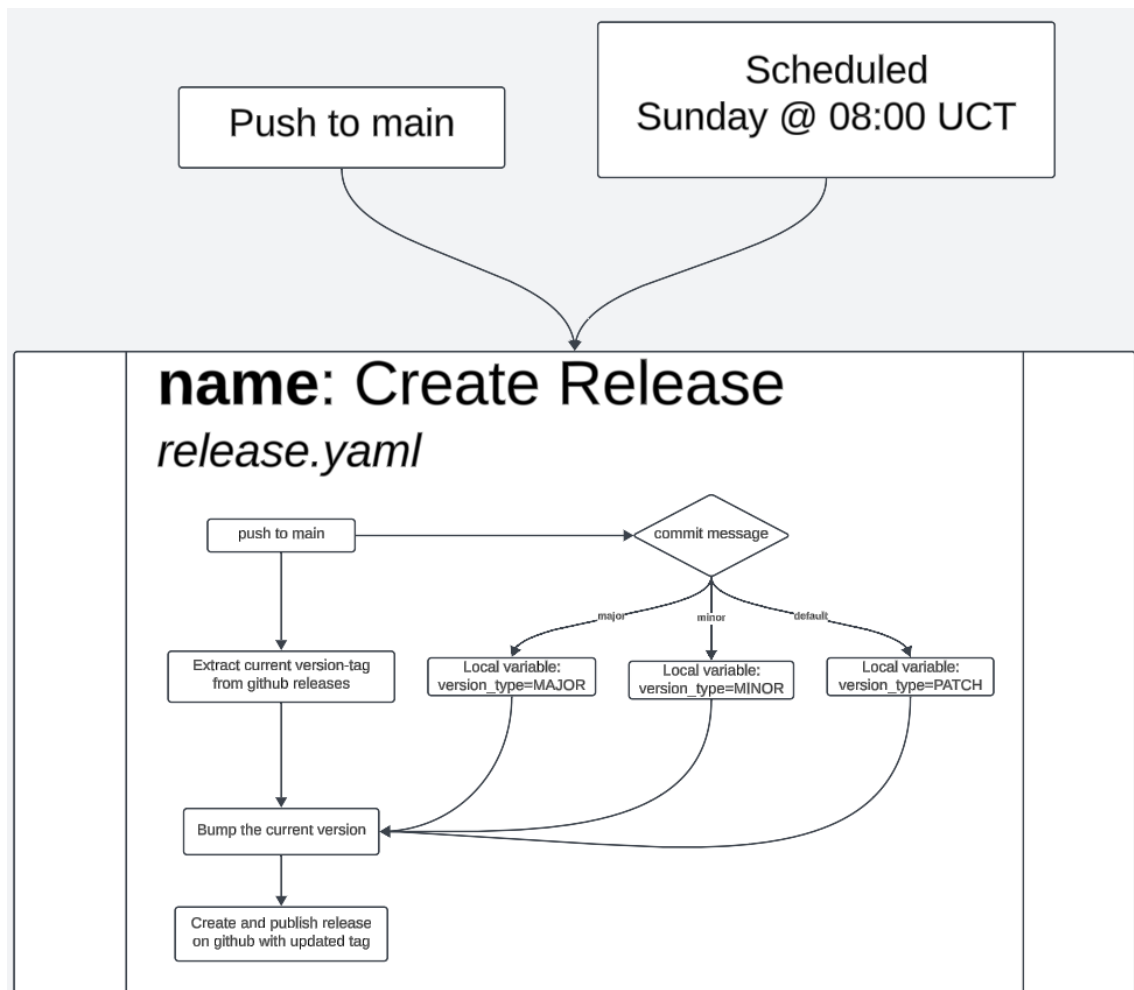 Push to main
Scheduled
Sunday @ 08:00 UCT
name: Create Release
release.yaml
push to main
commit message
major
minor
default
Extract current version-tag
from github releases
Local variable:
version_type=MAJOR
Local variable:
version_type=MINOR
Local variable:
version_type=PATCH
Bump the current version
Create and publish release
on github with updated tag